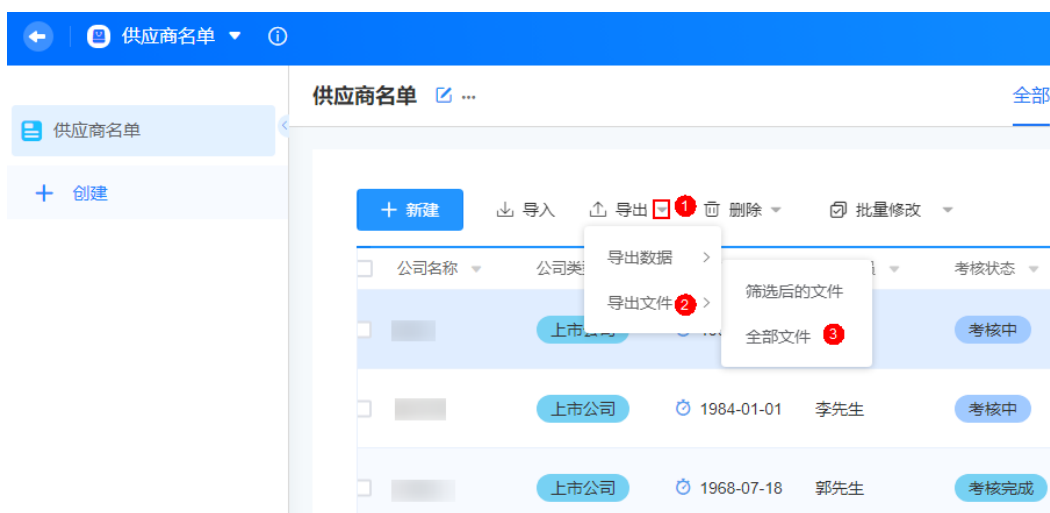 供应商名单
供应商名单 ...
全部
供应商名单
创建
新建 导入 导出 1 删除 批量修改
公司名称 公司类 考核状态
导出数据
导出文件 2
筛选后的文件
全部文件 3
上市公司 考核中
上市公司 1984-01-01 李先生 考核中
上市公司 1968-07-18 郭先生 考核完成